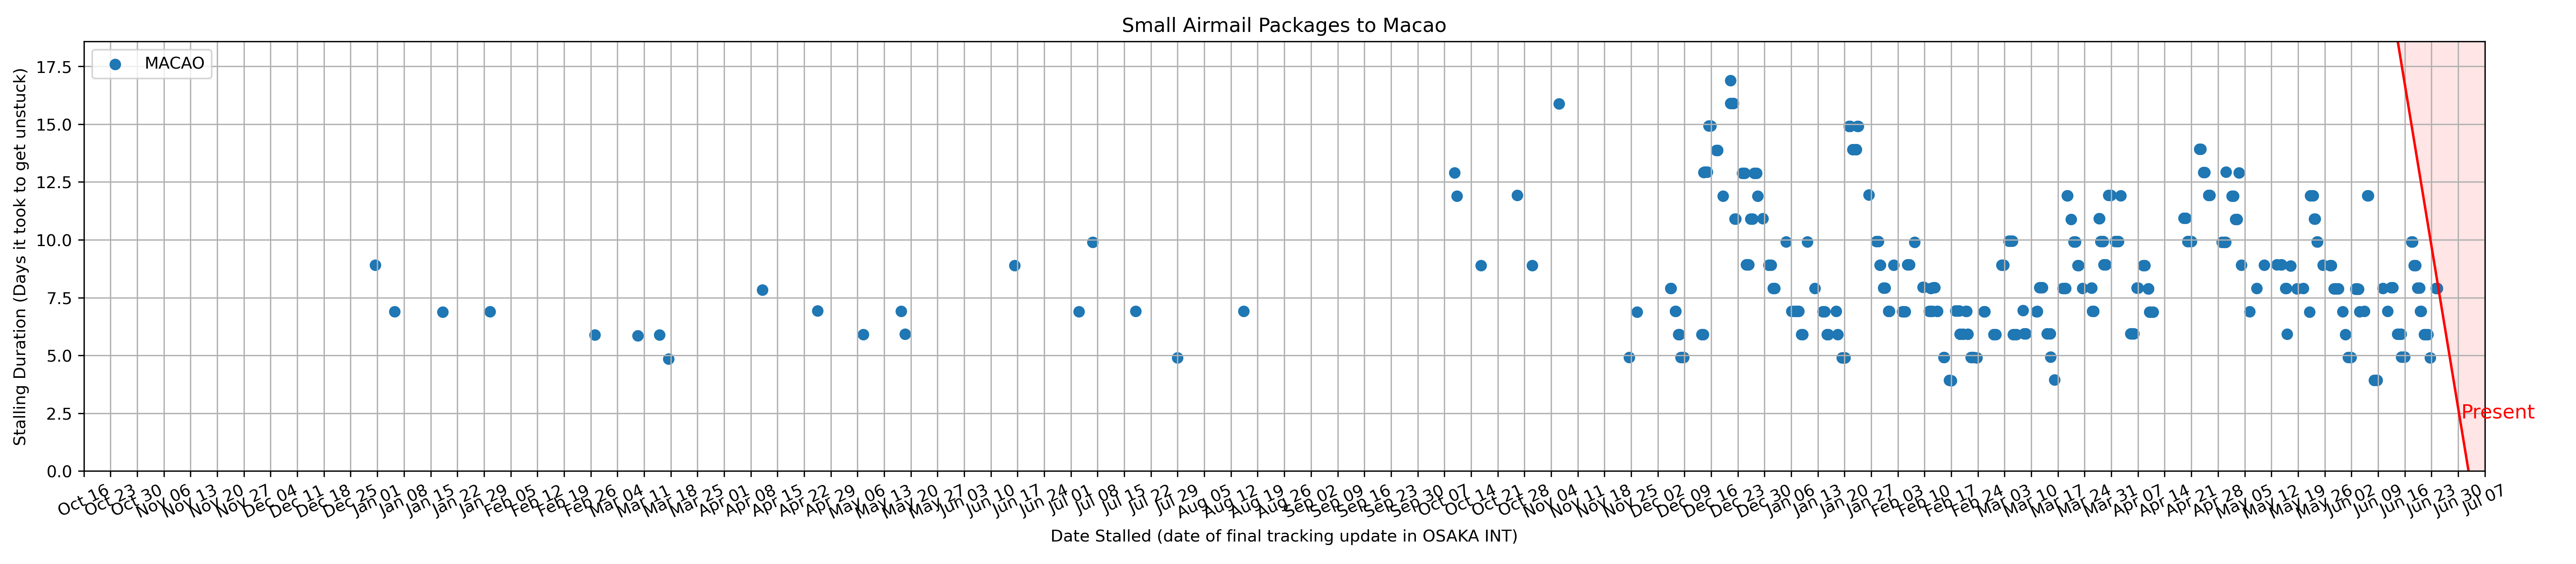 Small Airmail Packages to Macao
MACAO
17.5
15.0
12.5
10.0
7.5
5.0
2.5
0.0
Stalling Duration (Days it took to get unstuck)
Present
Oct 16
Oct 23
Oct 30
Nov 06
Nov 13
Nov 20
Nov 27
Dec 04
Dec 11
Dec 18
Dec 25
Jan 01
Jan 08
Jan 15
Jan 22
Jan 29
Feb 05
Feb 12
Feb 19
Feb 26
Mar 04
Mar 11
Mar 18
Mar 25
Apr 01
Apr 08
Apr 15
Apr 22
Apr 29
May 06
May 13
May 20
May 27
Jun 03
Jun 10
Jun 17
Jun 24
Jul 01
Jul 08
Jul 15
Jul 22
Jul 29
Aug 05
Aug 12
Aug 19
Aug 26
Sep 02
Sep 09
Sep 16
Sep 23
Sep 30
Oct 07
Oct 14
Oct 21
Oct 28
Nov 04
Nov 11
Nov 18
Nov 25
Dec 02
Dec 09
Dec 16
Dec 23
Dec 30
Jan 06
Jan 13
Jan 20
Jan 27
Feb 03
Feb 10
Feb 17
Feb 24
Mar 03
Mar 10
Mar 17
Mar 24
Mar 31
Apr 07
Apr 14
Apr 21
Apr 28
May 05
May 12
May 19
May 26
Jun 02
Jun 09
Jun 16
Jun 23
Jun 30
Jul 07
Date Stalled (date of final tracking update in OSAKA INT)